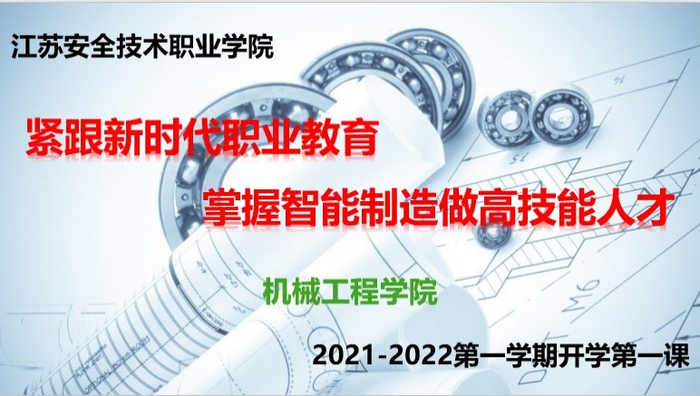 江苏安全技术职业学院
紧跟新时代职业教育
掌握智能制造做高技能人才
机械工程学院
2021-2022第一学期开学第一课
M6